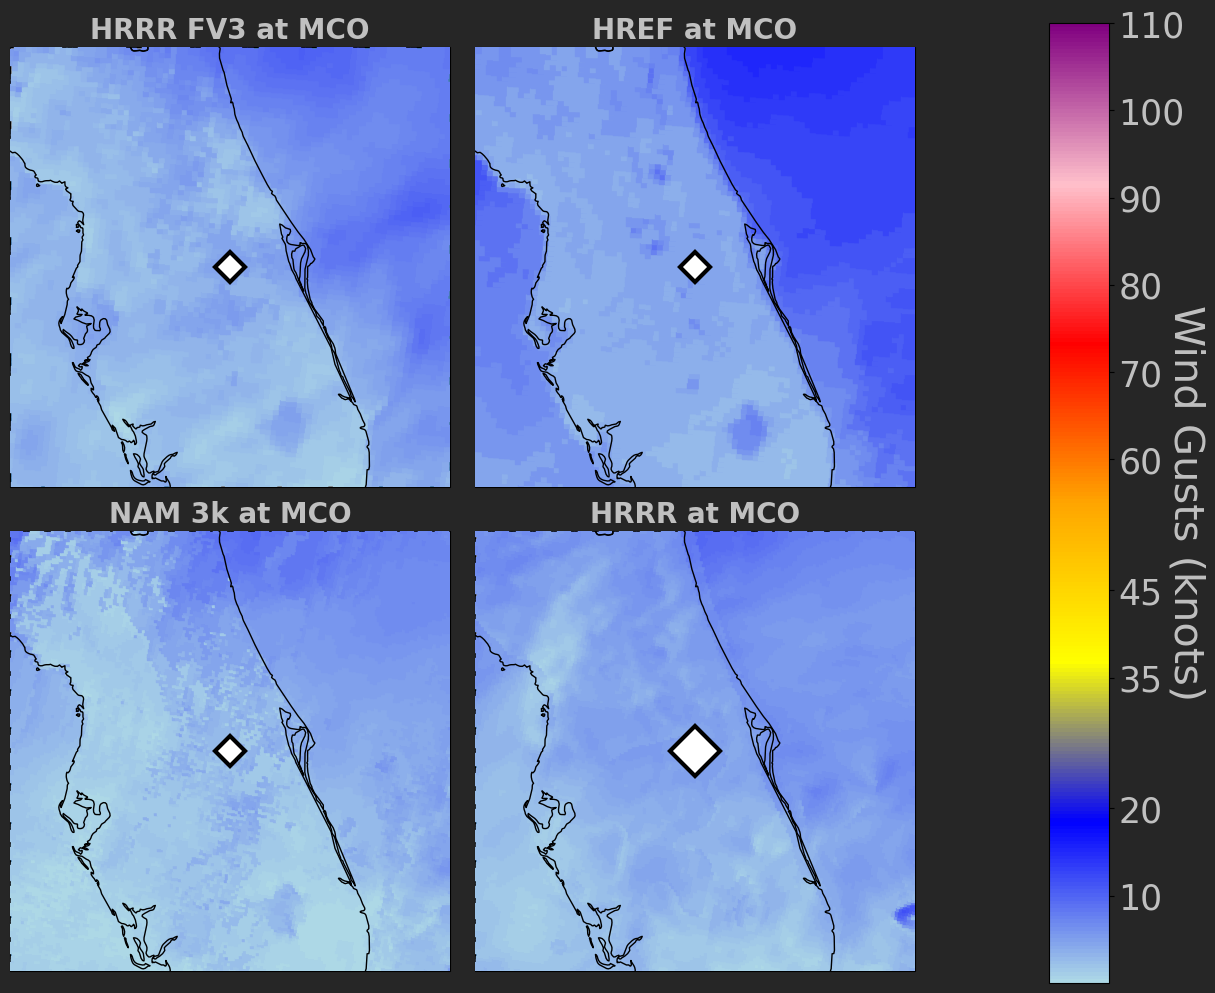 HRRR FV3 at MCO
HREF at MCO
NAM 3k at MCO
HRRR at MCO
110
100
90
80
70
60
45
35
20
10
Wind Gusts (knots)